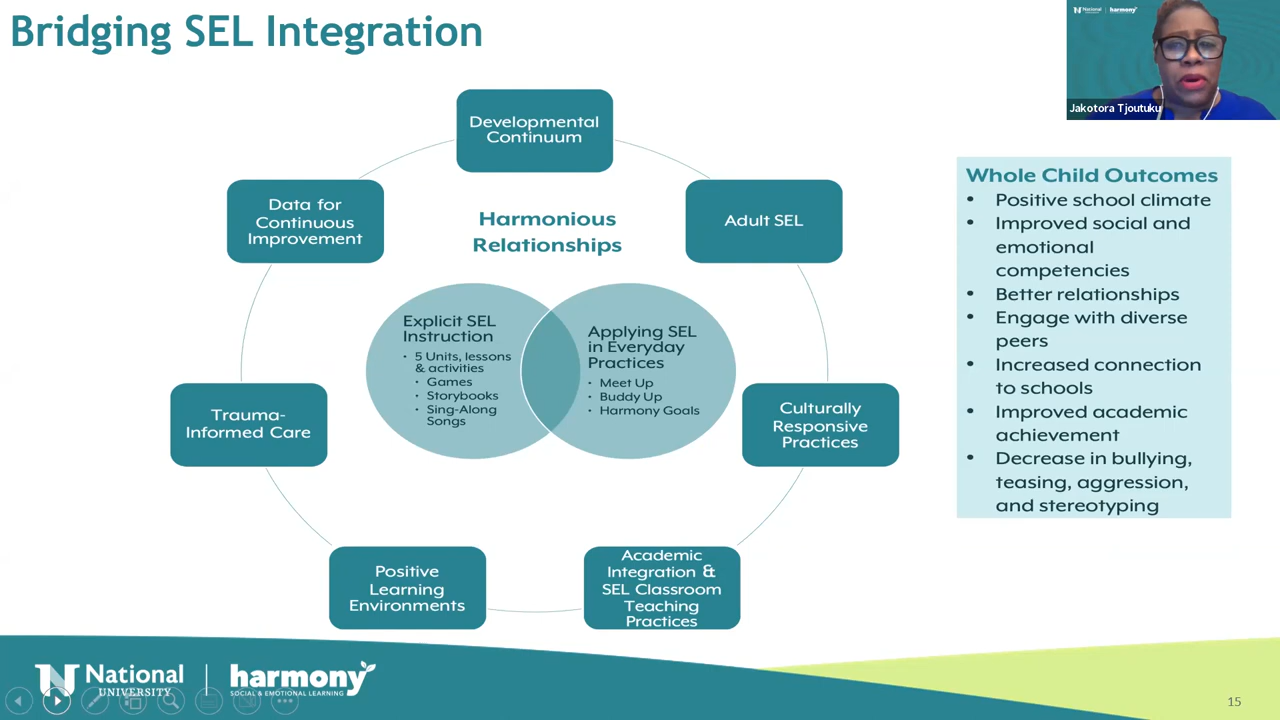 Bridging SEL Integration
National
UNIVERSITY
harmony
Jakotora Tjoutuku
Developmental
Continuum
Data for
Continuous
Improvement
Harmonious
Relationships
Adult SEL
Explicit SEL
Instruction
• 5 Units, lessons
& activities
• Games
• Storybooks
• Sing-Along
Songs
Applying SEL
in Everyday
Practices
• Meet Up
• Buddy Up
• Harmony Goals
Trauma-
Informed Care
Culturally
Responsive
Practices
Positive
Learning
Environments
Academic
Integration &
SEL Classroom
Teaching
Practices
Whole Child Outcomes
• Positive school climate
• Improved social and
emotional
competencies
• Better relationships
• Engage with diverse
peers
• Increased connection
to schools
• Improved academic
achievement
• Decrease in bullying,
teasing, aggression,
and stereotyping
National
UNIVERSITY
harmony
SOCIAL & EMOTIONAL LEARNING
15